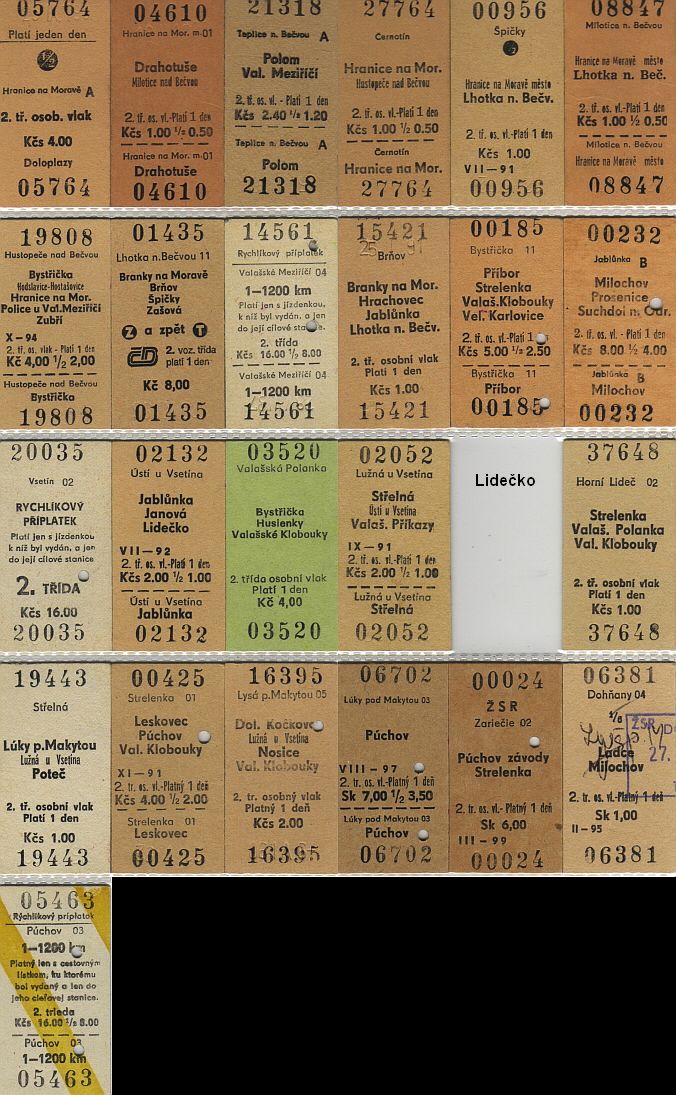 05764
Platí jeden den
1/2
Hranice na Moravě A
2. tř. osob. vlak
Kčs 4.00
Doloplazy
05764
04610
Hranice na Mor. m-01
Drahotuše
Milotice nad Bečvou
2. tř. os. vl.-Platí 1 den
Kčs 1.00 1/2 0.50
Hranice na Mor. m-01
Drahotuše
04610
21318
Teplice n. Bečvou A
Polom
Val. Meziříčí
2. tř. os. vl. - Platí 1 den
Kčs 2.40 1/2 1.20
Teplice n. Bečvou A
Polom
21318
27764
Černotín
Hranice na Mor.
Hustopeče nad Bečvou
2. tř. os. vl.-Platí 1 den
Kčs 1.00 1/2 0.50
Černotín
Hranice na Mor.
27764
00956
Špičky
Hranice na Moravě město
Lhotka n. Bečv.
2. tř. os. vl. - Platí 1 den
Kčs 1.00
VII-91
00956
08847
Milotice n. Bečvou
Hranice na Moravě město
Lhotka n. Beč.
2. tř. os. vl. - Platí 1 den
Kčs 1.00 1/2 0.50
Milotice n. Bečvou
Hranice na Moravě město
08847
19808
Hustopeče nad Bečvou
Bystřička
Hodslavice-Hostašovice
Hranice na Mor.
Police u Val.Meziříčí
Zubří
X-94
2. tř. os. vlak - Platí 1 den
Kč 4,00 1/2 2,00
Hustopeče nad Bečvou
Bystřička
19808
01435
Lhotka n.Bečvou 11
Branky na Moravě
Brňov
Špičky
Zašová
Z a zpět T
ČD 2. voz. třída
platí 1 den
Kč 8,00
01435
14561
Rychlíkový příplatek
Valašské Meziříčí 04
1-1200 km
Platí jen s jízdenkou,
k níž byl vydán, a jen
do její cílové stanice.
2. třída
Kčs 16.00 1/2 8.00
Valašské Meziříčí 04
1-1200 km
14561
15421
25 97
Brňov
Branky na Mor.
Hrachovec
Jablůnka
Lhotka n. Bečv.
2. tř. osobní vlak
Platí 1 den
Kčs 1.00
15421
00185
Bystřička 11
Příbor
Strelenka
Valaš.Klobouky
Vel. Karlovice
2. tř. os. vl.-Platí 1 den
Kčs 5.00 1/2 2.50
Bystřička 11
Příbor
00185
00232
Jablůnka B
Milochov
Prosenice
Suchdol n. Odr.
2. tř. os. vl. - Platí 1 den
Kčs 8.00 1/2 4.00
Jablůnka B
Milochov
00232
20035
Vsetín 02
RYCHLÍKOVÝ
PŘÍPLATEK
Platí jen s jízdenkou
k níž byl vydán, a jen
do její cílové stanice
2. TŘÍDA
Kčs 16.00
20035
02132
Ústí u Vsetína
Jablůnka
Janová
Lidečko
VII-92
2. tř. os. vl.-Platí 1 den
Kčs 2.00 1/2 1.00
Ústí u Vsetína
Jablůnka
02132
03520
Valašská Polanka
Bystřička
Huslenky
Valašské Klobouky
2. třída osobní vlak
Platí 1 den
Kč 4,00
03520
02052
Lužná u Vsetína
Střelná
Ústí u Vsetína
Valaš. Příkazy
IX-91
2. tř. os. vl.-Platí 1 den
Kčs 2.00 1/2 1.00
Lužná u Vsetína
Střelná
02052
Lidečko
37648
Horní Lideč 02
Strelenka
Valaš. Polanka
Val. Klobouky
2. tř. osobní vlak
Platí 1 den
Kčs 1.00
37648
19443
Střelná
Lúky p.Makytou
Lužná u Vsetína
Poteč
2. tř. osobní vlak
Platí 1 den
Kčs 1.00
19443
00425
Strelenka 01
Leskovec
Púchov
Val. Klobouky
XI-91
2. tř. os. vl.-Platný 1 deň
Kčs 4.00 1/2 2.00
Strelenka 01
Leskovec
00425
16395
Lysá p.Makytou 05
Dol. Kočkovce
Lužná u Vsetína
Nosice
Val. Klobouky
2. tr. osobný vlak
Platný 1 deň
Kčs 2.00
16395
06702
Lúky pod Makytou 03
Púchov
VIII-97
2. tr. os. vl.-Platný 1 deň
Sk 7,00 1/2 3,50
Lúky pod Makytou 03
Púchov
06702
00024
ŽSR
Zariečie 02
Púchov závody
Strelenka
2. tr. os. vl.-Platný 1 deň
Sk 6,00
III-99
00024
06381
Dohňany 04
ŽSR
27.
Ladce
Milochov
2. tr. os. vl.-Platný 1 deň
Sk 1,00
II-95
06381
05463
Rýchlikový príplatok
Púchov 03
1-1200 km
Platný len s cestovným
lístkom, ku ktorému
bol vydaný a len do
jeho cieľovej stanice.
2. trieda
Kčs 16.00 1/2 8.00
Púchov 03
1-1200 km
05463